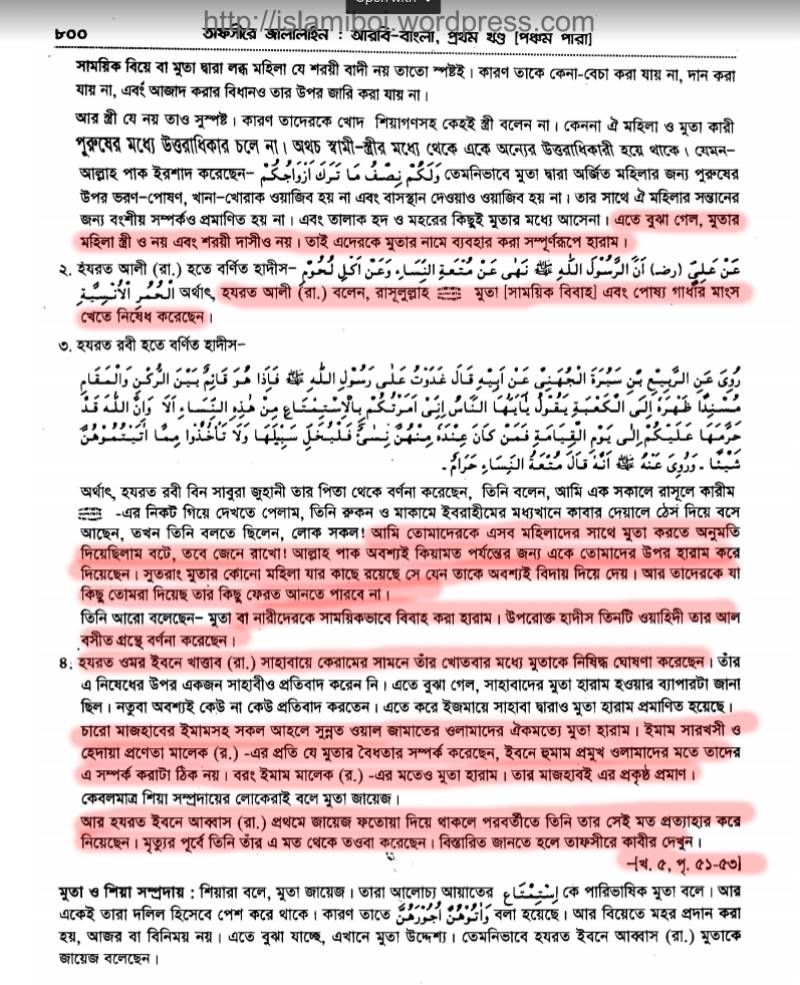 Open with
http://islamiboi.wordpress.com
৮০০ তাফসীরে জালালাইন : আরবি-বাংলা, প্রথম খণ্ড [পঞ্চম পারা]
সাময়িক বিয়ে বা মুতা দ্বারা লব্ধ মহিলা যে শরয়ী বাদী নয় তাতো স্পষ্টই। কারণ তাকে কেনা-বেচা করা যায় না, দান করা
যায় না, এবং আজাদ করার বিধানও তার উপর জারি করা যায় না।
আর স্ত্রী যে নয় তাও সুস্পষ্ট। কারণ তাদেরকে খোদ শিয়াগণসহ কেহই স্ত্রী বলেন না। কেননা ঐ মহিলা ও মুতা কারী
পুরুষের মধ্যে উত্তরাধিকার চলে না। অথচ স্বামী-স্ত্রীর মধ্যে থেকে একে অন্যের উত্তরাধিকারী হয়ে থাকে। যেমন–
আল্লাহ পাক ইরশাদ করেছেন– وَلَكُمْ نِصْفُ مَا تَرَكَ اَزْوَاجُكُمْ তেমনিভাবে মুতা দ্বারা অর্জিত মহিলার জন্য পুরুষের
উপর ভরণ-পোষণ, খানা-খোরাক ওয়াজিব হয় না এবং বাসস্থান দেওয়াও ওয়াজিব হয় না। তার সাথে ঐ মহিলার সন্তানের
জন্য বংশীয় সম্পর্কও প্রমাণিত হয় না। এবং তালাক হদ ও মহরের কিছুই মুতার মধ্যে আসেনা। এতে বুঝা গেল, মুতার
মহিলা স্ত্রী ও নয় এবং শরয়ী দাসীও নয়। তাই এদেরকে মুতার নামে ব্যবহার করা সম্পূর্ণরূপে হারাম।
২. হযরত আলী (রা.) হতে বর্ণিত হাদীস– عَنْ عَلِيٍّ (رض) اَنَّ الرَّسُوْلَ اللّٰهِ ﷺ نَهٰى عَنْ مُتْعَةِ النِّسَاءِ وَعَنْ اَكْلِ لُحُوْمِ
الْحُمُرِ الْاُنْسِيَّةِ অর্থাৎ, হযরত আলী (রা.) বলেন, রাসূলুল্লাহ ﷺ মুতা [সাময়িক বিবাহ] এবং পোষ্য গাধার মাংস
খেতে নিষেধ করেছেন।
৩. হযরত রবী হতে বর্ণিত হাদীস–
رُوِىَ عَنِ الرَّبِيْعِ بْنِ سَبُرَةَ الْجُهَنِىِّ عَنْ اَبِيْهِ قَالَ غَدَوْتُ عَلٰى رَسُوْلِ اللّٰهِ ﷺ فَاِذَا هُوَ قَائِمٌ بَيْنَ الرُّكْنِ وَالْمَقَامِ
مُسْنِدًا ظَهْرَهُ اِلَى الْكَعْبَةِ يَقُوْلُ يٰاَيُّهَا النَّاسُ اِنِّى اَمَرْتُكُمْ بِالْاِسْتِمْتَاعِ مِنْ هٰذِهِ النِّسَاءِ اَلَا وَاِنَّ اللّٰهَ قَدْ
حَرَّمَهَا عَلَيْكُمْ اِلٰى يَوْمِ الْقِيَامَةِ فَمَنْ كَانَ عِنْدَهُ مِنْهُنَّ شَىْءٌ فَلْيُخَلِّ سَبِيْلَهَا وَلَا تَأْخُذُوْا مِمَّا اٰتَيْتُمُوْهُنَّ
شَيْئًا ـ وَرُوِىَ عَنْهُ ﷺ اَنَّهُ قَالَ مُتْعَةُ النِّسَاءِ حَرَامٌ ـ
অর্থাৎ, হযরত রবী বিন সাবুরা জুহানী তার পিতা থেকে বর্ণনা করেছেন, তিনি বলেন, আমি এক সকালে রাসূলে কারীম
ﷺ -এর নিকট গিয়ে দেখতে পেলাম, তিনি রুকন ও মাকামে ইবরাহীমের মধ্যখানে কাবার দেয়ালে ঠেস দিয়ে বসে
আছেন, তখন তিনি বলতে ছিলেন, লোক সকল! আমি তোমাদেরকে এসব মহিলাদের সাথে মুতা করতে অনুমতি
দিয়েছিলাম বটে, তবে জেনে রাখো! আল্লাহ পাক অবশ্যই কিয়ামত পর্যন্তের জন্য একে তোমাদের উপর হারাম করে
দিয়েছেন। সুতরাং মুতার কোনো মহিলা যার কাছে রয়েছে সে যেন তাকে অবশ্যই বিদায় দিয়ে দেয়। আর তাদেরকে যা
কিছু তোমরা দিয়েছ তার কিছু ফেরত আনতে পারবে না।
তিনি আরো বলেছেন– মুতা বা নারীদেরকে সাময়িকভাবে বিবাহ করা হারাম। উপরোক্ত হাদীস তিনটি ওয়াহিদী তার আল
বসীত গ্রন্থে বর্ণনা করেছেন।
৪. হযরত ওমর ইবনে খাত্তাব (রা.) সাহাবায়ে কেরামের সামনে তাঁর খোতবার মধ্যে মুতাকে নিষিদ্ধ ঘোষণা করেছেন। তাঁর
এ নিষেধের উপর একজন সাহাবীও প্রতিবাদ করেন নি। এতে বুঝা গেল, সাহাবাদের মুতা হারাম হওয়ার ব্যাপারটা জানা
ছিল। নতুবা অবশ্যই কেউ না কেউ প্রতিবাদ করতেন। এতে করে ইজমায়ে সাহাবা দ্বারাও মুতা হারাম প্রমাণিত হয়েছে।
চারো মাজহাবের ইমামসহ সকল আহলে সুন্নত ওয়াল জামাতের ওলামাদের ঐকমত্যে মুতা হারাম। ইমাম সারখসী ও
হেদায়া প্রণেতা মালেক (র.) -এর প্রতি যে মুতার বৈধতার সম্পর্ক করেছেন, ইবনে হুমাম প্রমুখ ওলামাদের মতে তাদের
এ সম্পর্ক করাটা ঠিক নয়। বরং ইমাম মালেক (র.) -এর মতেও মুতা হারাম। তার মাজহাবই এর প্রকৃষ্ঠ প্রমাণ।
কেবলমাত্র শিয়া সম্প্রদায়ের লোকেরাই বলে মুতা জায়েজ।
আর হযরত ইবনে আব্বাস (রা.) প্রথমে জায়েজ ফতোয়া দিয়ে থাকলে পরবর্তীতে তিনি তার সেই মত প্রত্যাহার করে
নিয়েছেন। মৃত্যুর পূর্বে তিনি তাঁর এ মত থেকে তওবা করেছেন। বিস্তারিত জানতে হলে তাফসীরে কাবীর দেখুন।
–[খ. ৫, পৃ. ৫১-৫৩]
মুতা ও শিয়া সম্প্রদায় : শিয়ারা বলে, মুতা জায়েজ। তারা আলোচ্য আয়াতের اِسْتِمْتَاعْ কে পারিভাষিক মুতা বলে। আর
একেই তারা দলিল হিসেবে পেশ করে থাকে। কারণ তাতে وَاٰتُوْهُنَّ اُجُوْرَهُنَّ বলা হয়েছে। আর বিয়েতে মহর প্রদান করা
হয়, আজর বা বিনিময় নয়। এতে বুঝা যাচ্ছে, এখানে মুতা উদ্দেশ্য। তেমনিভাবে হযরত ইবনে আব্বাস (রা.) মুতাকে
জায়েজ বলেছেন।